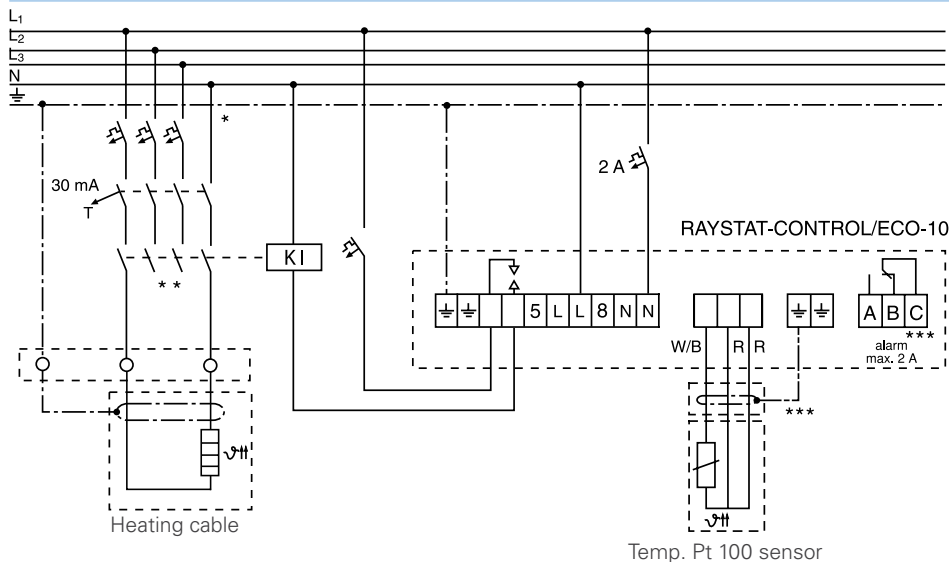 L1
L2
L3
N
*
30 mA
T
2 A
RAYSTAT-CONTROL/ECO-10
KI
* *
5 L L 8 N N
A B C
***
W/B R R
alarm
max. 2 A
***
ϑ
ϑ
Heating cable
Temp. Pt 100 sensor